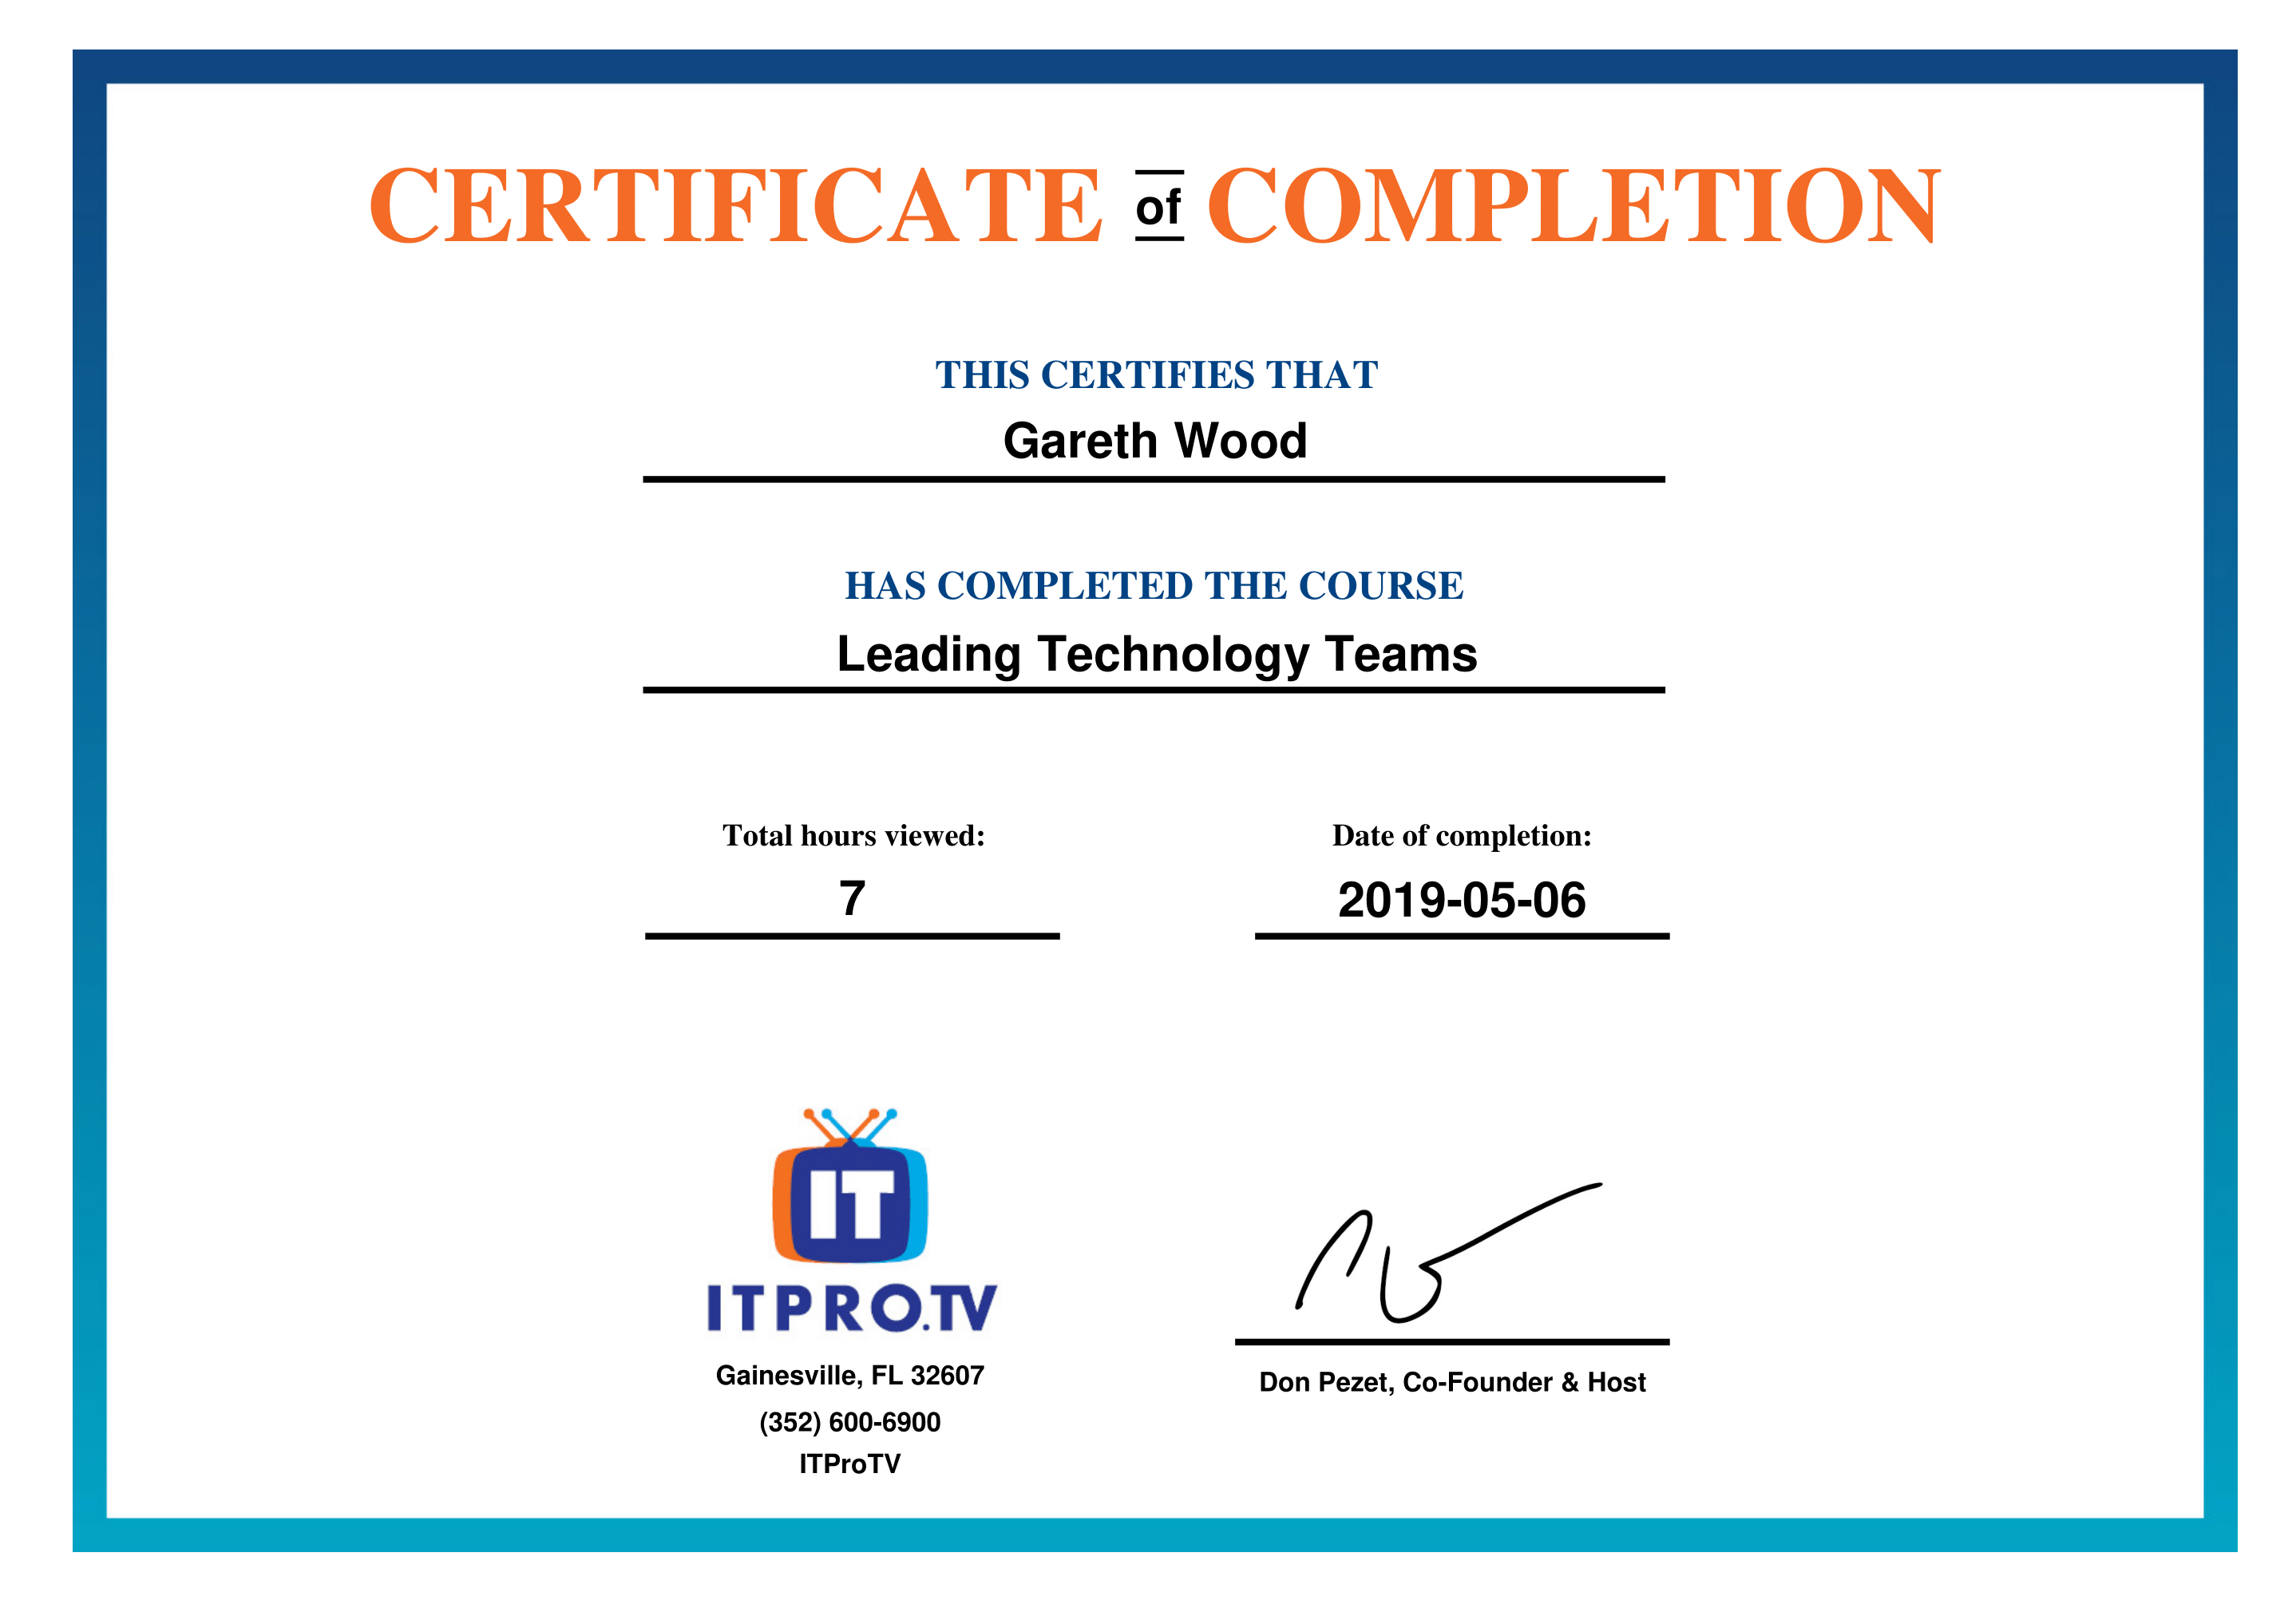 CERTIFICATE of COMPLETION
THIS CERTIFIES THAT
Gareth Wood
HAS COMPLETED THE COURSE
Leading Technology Teams
Total hours viewed:
7
Date of completion:
2019-05-06
IT
ITPRO.TV
Gainesville, FL 32607
(352) 600-6900
ITProTV
Don Pezet, Co-Founder & Host